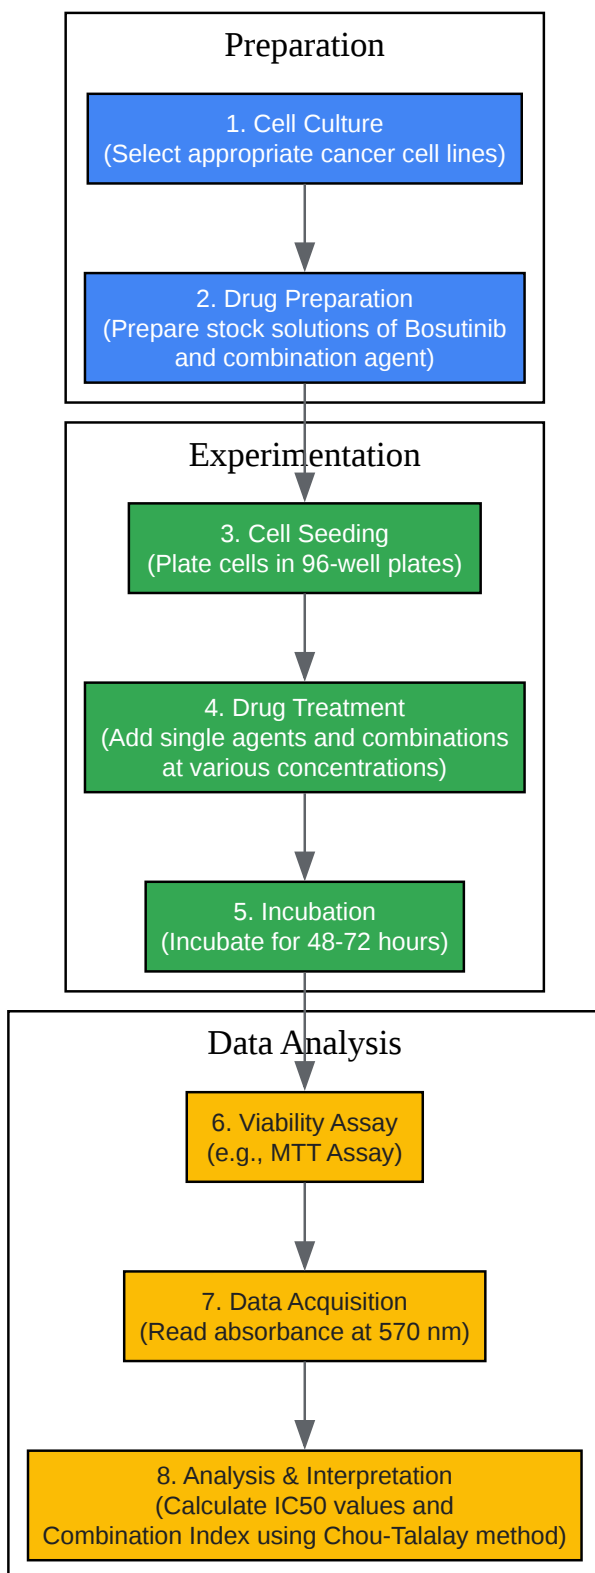 Preparation
1. Cell Culture
(Select appropriate cancer cell lines)
2. Drug Preparation
(Prepare stock solutions of Bosutinib
and combination agent)
Experimentation
3. Cell Seeding
(Plate cells in 96-well plates)
4. Drug Treatment
(Add single agents and combinations
at various concentrations)
5. Incubation
(Incubate for 48-72 hours)
Data Analysis
6. Viability Assay
(e.g., MTT Assay)
7. Data Acquisition
(Read absorbance at 570 nm)
8. Analysis & Interpretation
(Calculate IC50 values and
Combination Index using Chou-Talalay method)